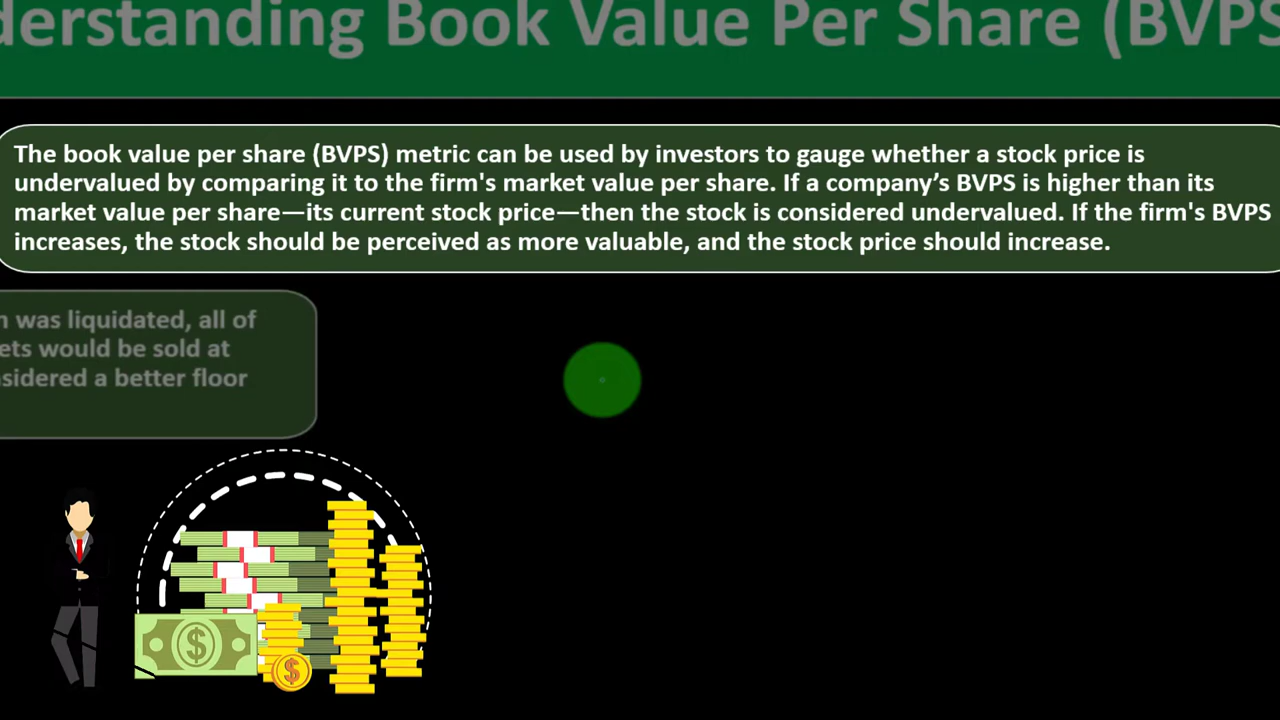 derstanding Book Value Per Share (BVPS
The book value per share (BVPS) metric can be used by investors to gauge whether a stock price is
undervalued by comparing it to the firm's market value per share. If a company’s BVPS is higher than its
market value per share—its current stock price—then the stock is considered undervalued. If the firm's BVPS
increases, the stock should be perceived as more valuable, and the stock price should increase.
n was liquidated, all of
ets would be sold at
sidered a better floor
$
$